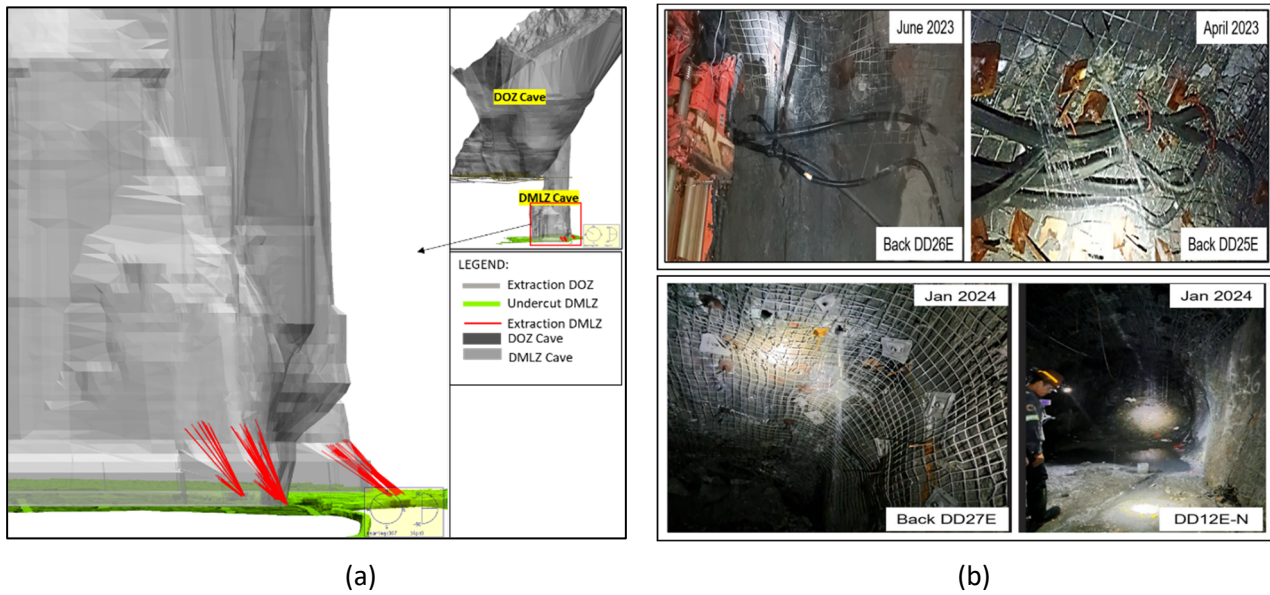 DOZ Cave
DMLZ Cave
LEGEND:
Extraction DOZ
Undercut DMLZ
Extraction DMLZ
DOZ Cave
DMLZ Cave
(a)
June 2023
Back DD26E
April 2023
Back DD25E
Jan 2024
Back DD27E
Jan 2024
DD12E-N
(b)